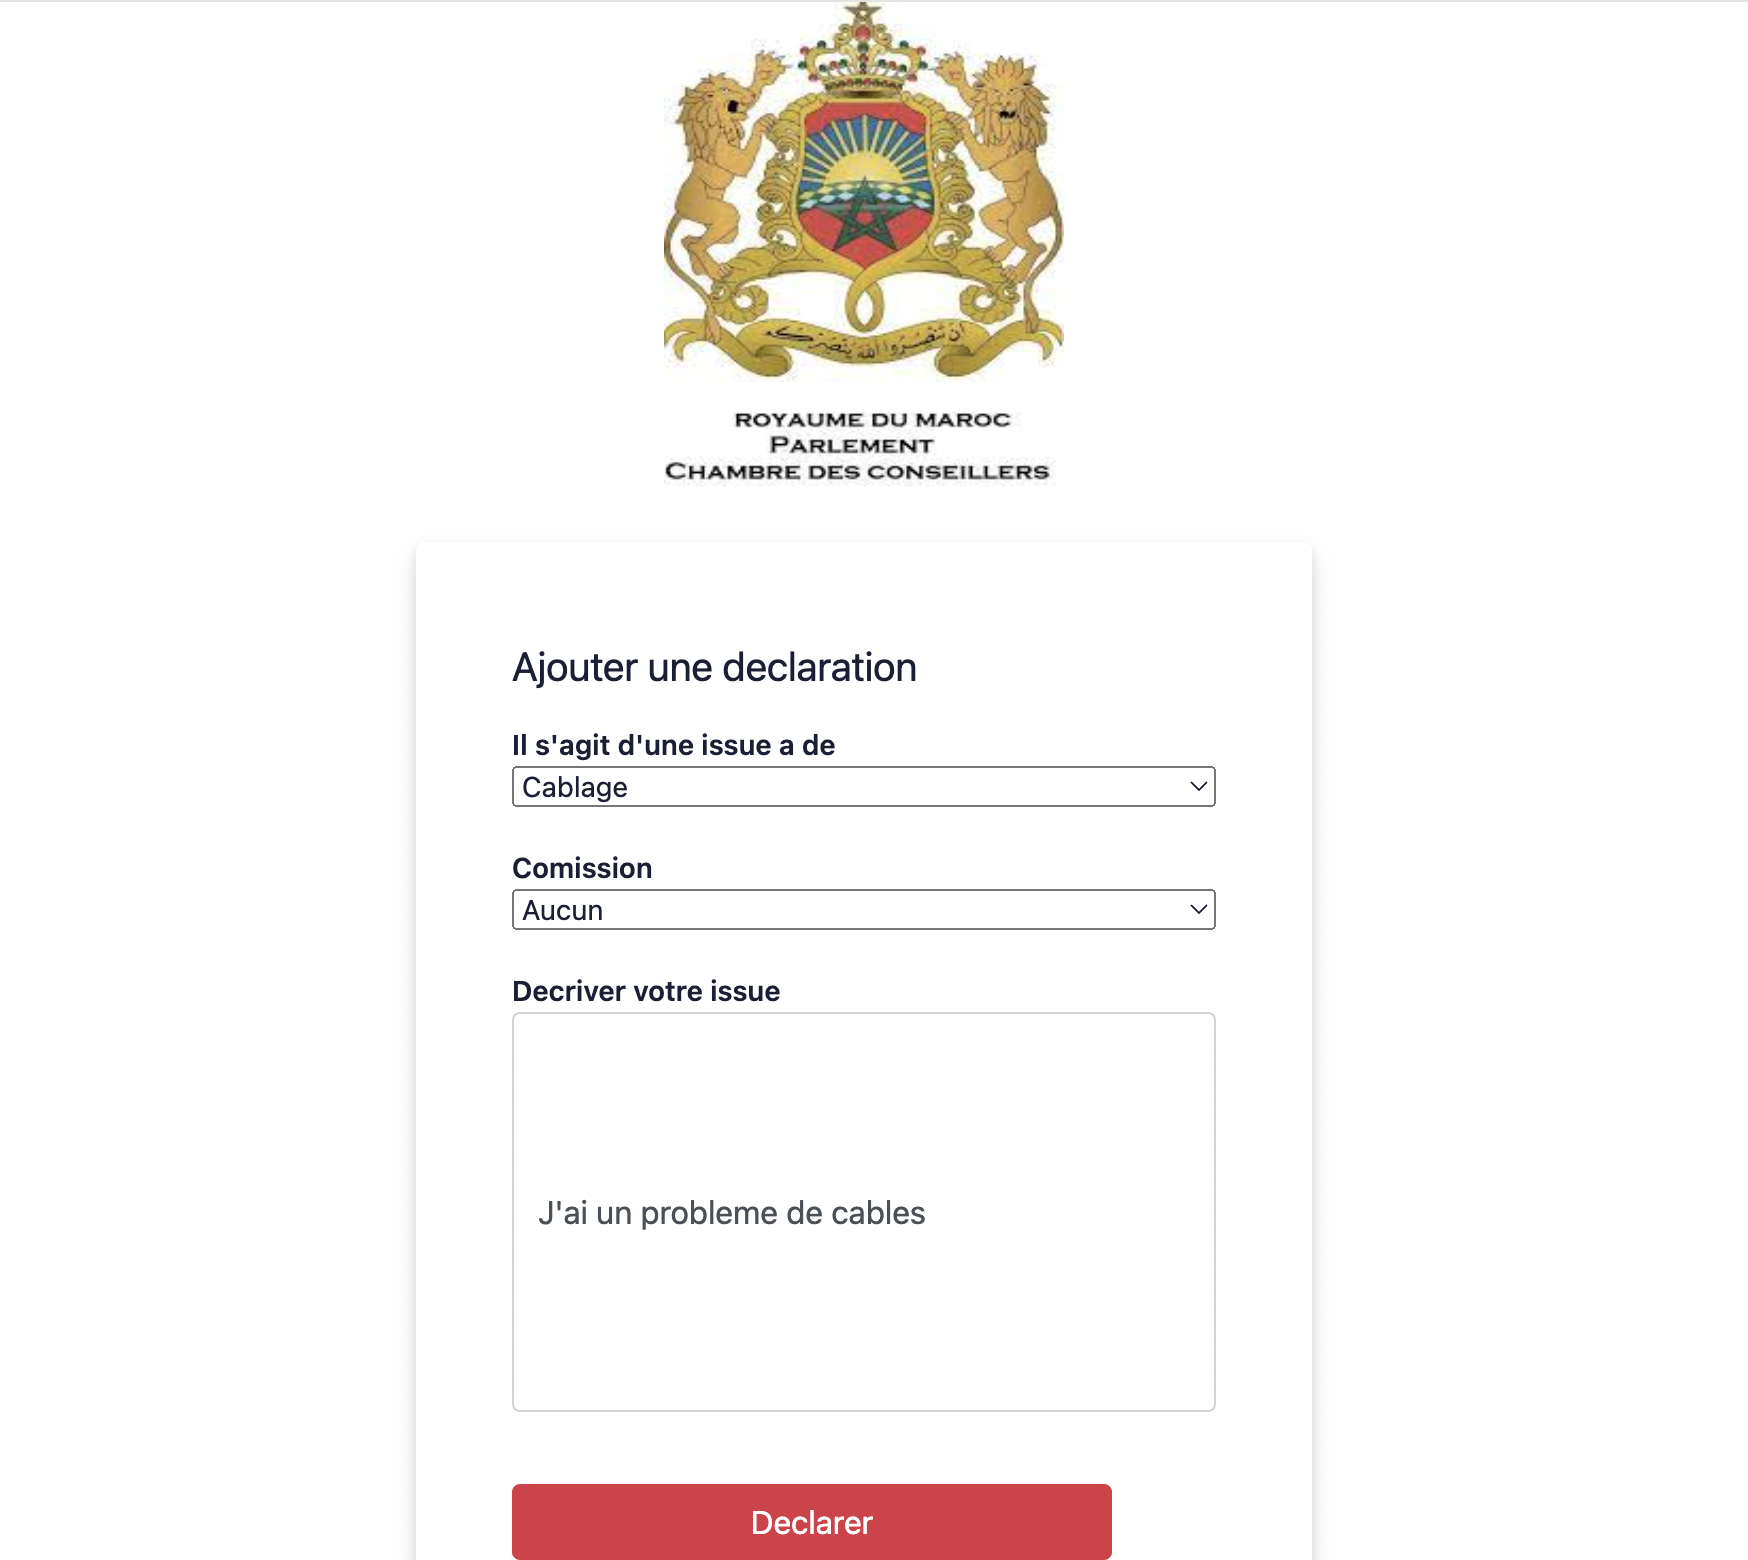 ان تنصروا الله ينصركم
ROYAUME DU MAROC
PARLEMENT
CHAMBRE DES CONSEILLERS
Ajouter une declaration
Il s'agit d'une issue a de
Cablage
Comission
Aucun
Decriver votre issue
J'ai un probleme de cables
Declarer